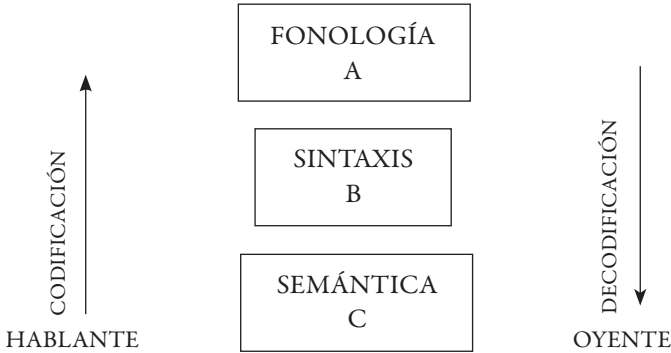 FONOLOGÍA
A
CODIFICACIÓN
SINTAXIS
B
DECODIFICACIÓN
SEMÁNTICA
C
HABLANTE
OYENTE